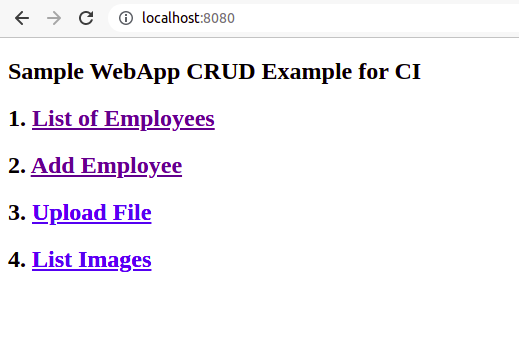 localhost:8080
Sample WebApp CRUD Example for CI
1. List of Employees
2. Add Employee
3. Upload File
4. List Images